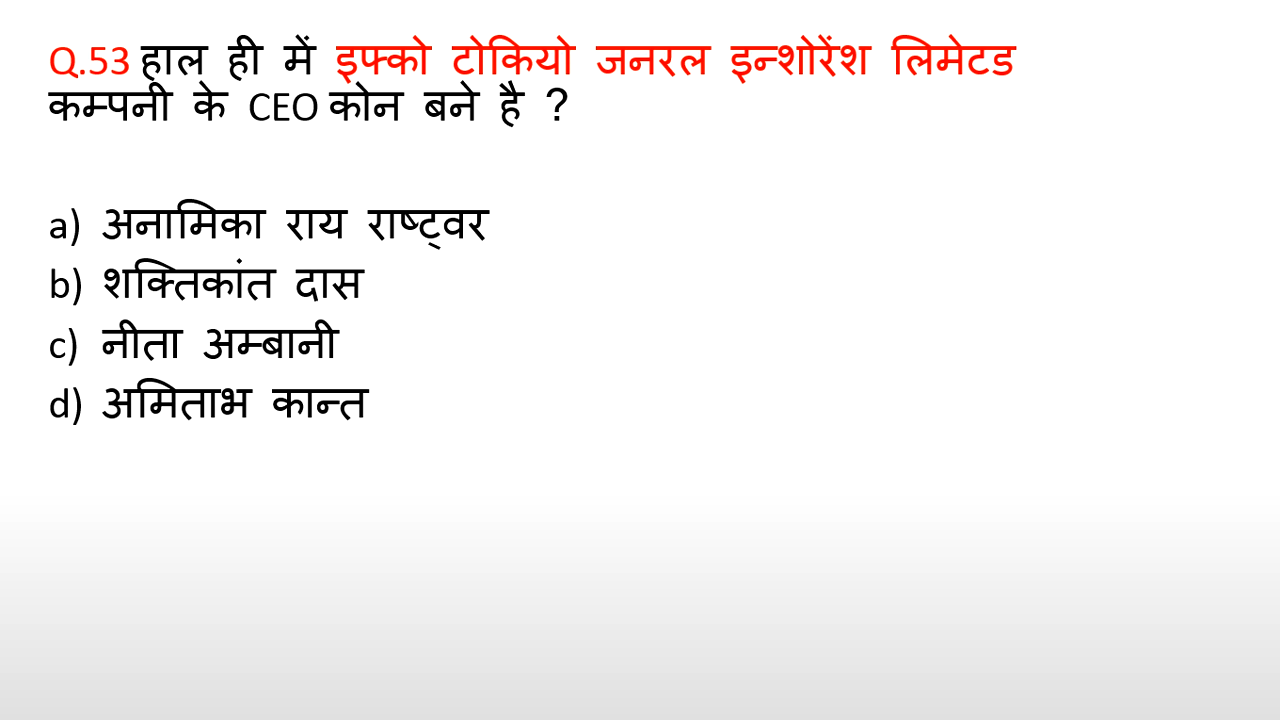 Q.53 हाल ही में इफ्को टोकियो जनरल इन्शोरेंश लिमेटड
कम्पनी के CEO कोन बने है ?
a) अनामिका राय राष्ट्वर
b) शक्तिकांत दास
c) नीता अम्बानी
d) अमिताभ कान्त